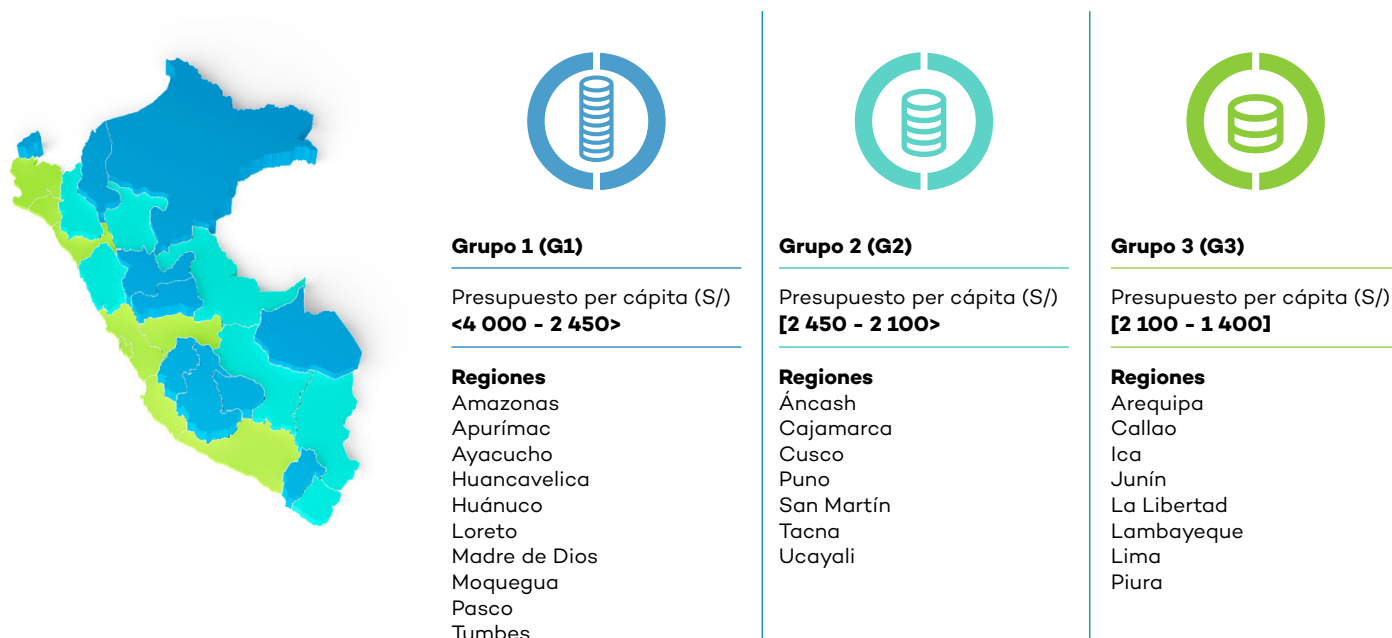 Grupo 1 (G1)
Presupuesto per cápita (S/)
<4 000 - 2 450>
Regiones
Amazonas
Apurímac
Ayacucho
Huancavelica
Huánuco
Loreto
Madre de Dios
Moquegua
Pasco
Tumbes
Grupo 2 (G2)
Presupuesto per cápita (S/)
[2 450 - 2 100>
Regiones
Áncash
Cajamarca
Cusco
Puno
San Martín
Tacna
Ucayali
Grupo 3 (G3)
Presupuesto per cápita (S/)
[2 100 - 1 400]
Regiones
Arequipa
Callao
Ica
Junín
La Libertad
Lambayeque
Lima
Piura